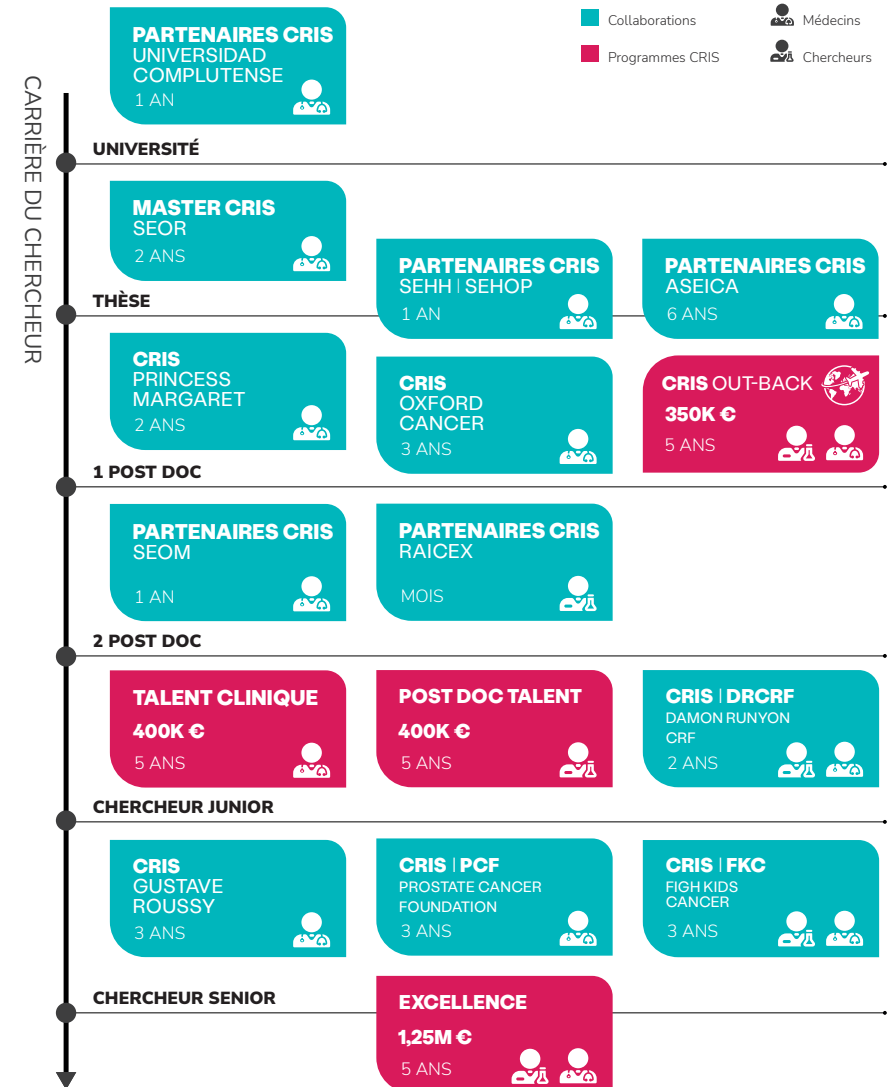 Collaborations
Médecins
Programmes CRIS
Chercheurs
CARRIÈRE DU CHERCHEUR
PARTENAIRES CRIS
UNIVERSIDAD
COMPLUTENSE
1 AN
UNIVERSITÉ
MASTER CRIS
SEOR
2 ANS
PARTENAIRES CRIS
SEHH | SEHOP
1 AN
PARTENAIRES CRIS
ASEICA
6 ANS
THÈSE
CRIS
PRINCESS
MARGARET
2 ANS
CRIS
OXFORD
CANCER
3 ANS
CRIS OUT-BACK
350K €
5 ANS
1 POST DOC
PARTENAIRES CRIS
SEOM
1 AN
PARTENAIRES CRIS
RAICEX
MOIS
2 POST DOC
TALENT CLINIQUE
400K €
5 ANS
POST DOC TALENT
400K €
5 ANS
CRIS | DRCRF
DAMON RUNYON
CRF
2 ANS
CHERCHEUR JUNIOR
CRIS
GUSTAVE
ROUSSY
3 ANS
CRIS | PCF
PROSTATE CANCER
FOUNDATION
3 ANS
CRIS | FKC
FIGH KIDS
CANCER
3 ANS
CHERCHEUR SENIOR
EXCELLENCE
1,25M €
5 ANS